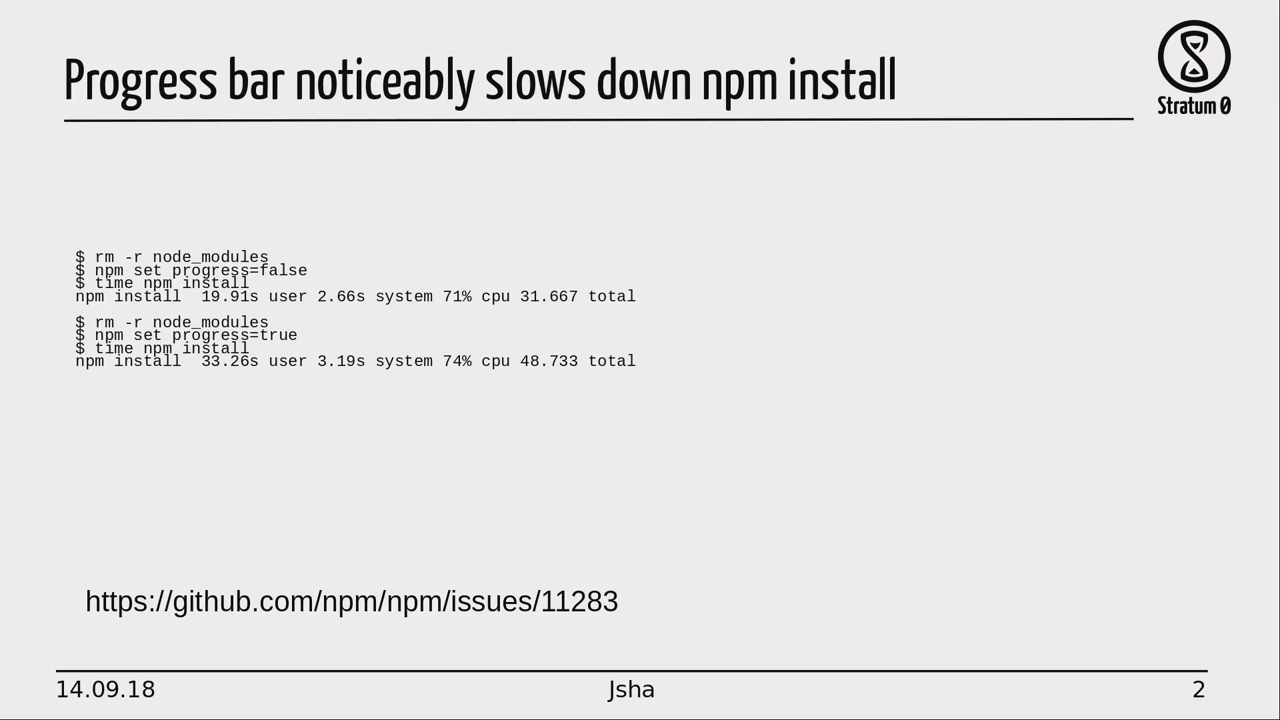 Progress bar noticeably slows down npm install
Stratum 0
$ rm -r node_modules
$ npm set progress=false
$ time npm install
npm install  19.91s user 2.66s system 71% cpu 31.667 total
$ rm -r node_modules
$ npm set progress=true
$ time npm install
npm install  33.26s user 3.19s system 74% cpu 48.733 total
https://github.com/npm/npm/issues/11283
14.09.18
Jsha
2